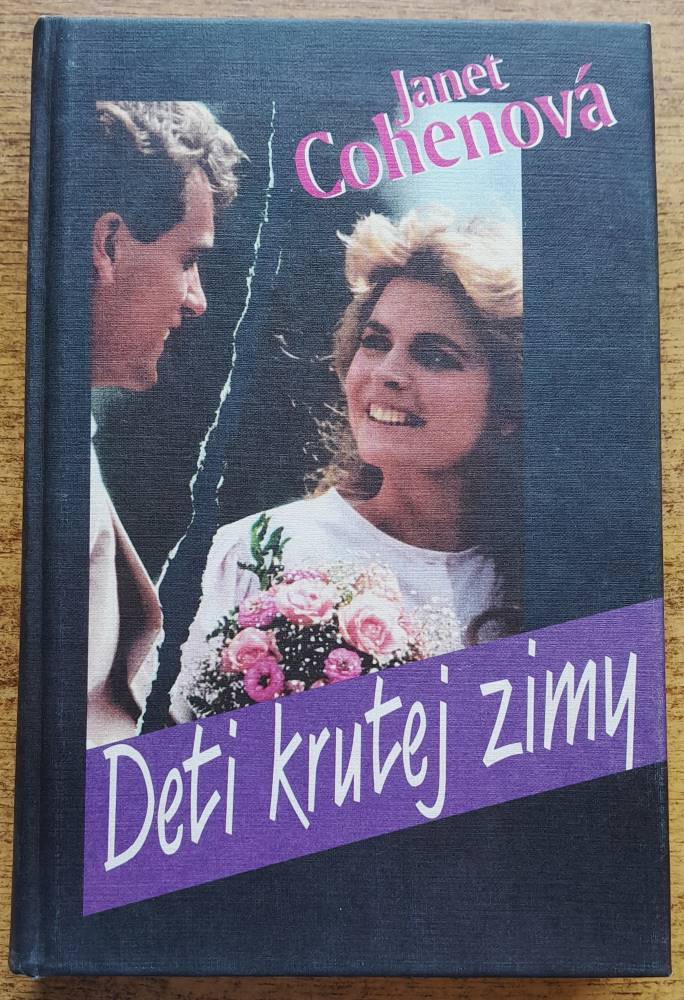 Janet
Cohenová
Deti krutej zimy